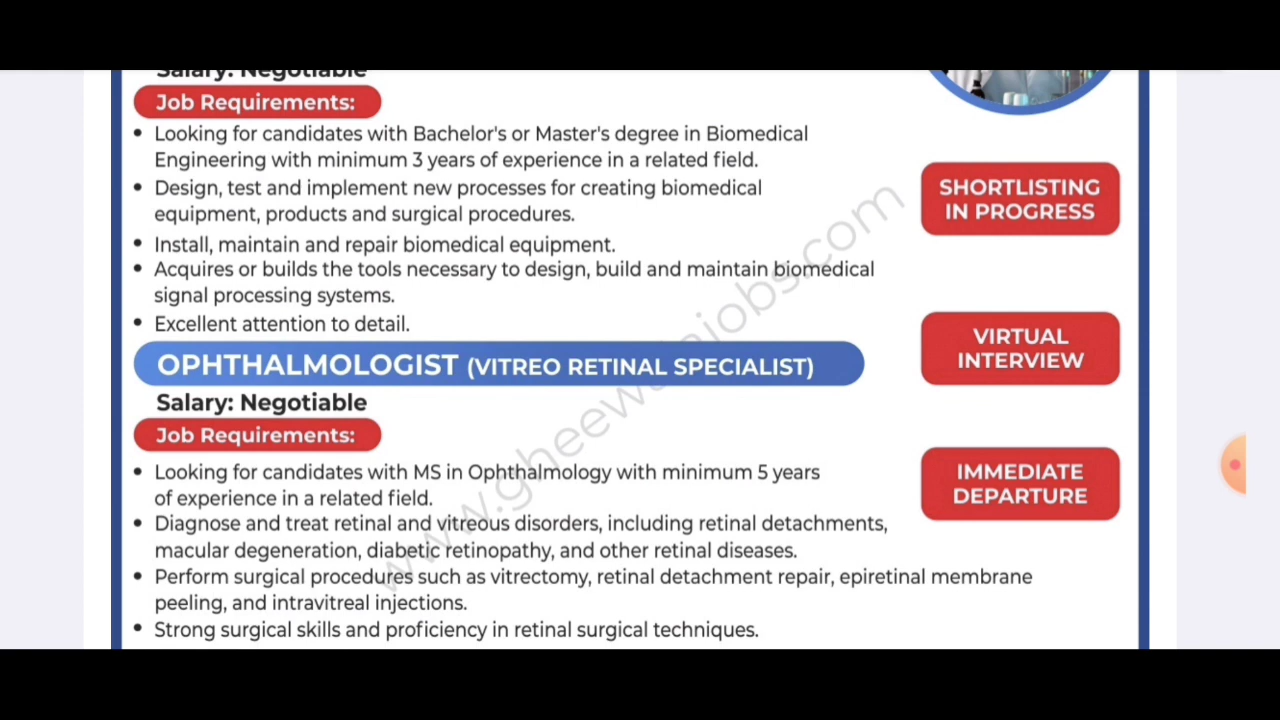 Salary: Negotiable
Job Requirements:
• Looking for candidates with Bachelor's or Master's degree in Biomedical
Engineering with minimum 3 years of experience in a related field.
• Design, test and implement new processes for creating biomedical
equipment, products and surgical procedures.
• Install, maintain and repair biomedical equipment.
• Acquires or builds the tools necessary to design, build and maintain biomedical
signal processing systems.
• Excellent attention to detail.
SHORTLISTING
IN PROGRESS
VIRTUAL
INTERVIEW
OPHTHALMOLOGIST (VITREO RETINAL SPECIALIST)
Salary: Negotiable
Job Requirements:
• Looking for candidates with MS in Ophthalmology with minimum 5 years
of experience in a related field.
• Diagnose and treat retinal and vitreous disorders, including retinal detachments,
macular degeneration, diabetic retinopathy, and other retinal diseases.
• Perform surgical procedures such as vitrectomy, retinal detachment repair, epiretinal membrane
peeling, and intravitreal injections.
• Strong surgical skills and proficiency in retinal surgical techniques.
IMMEDIATE
DEPARTURE